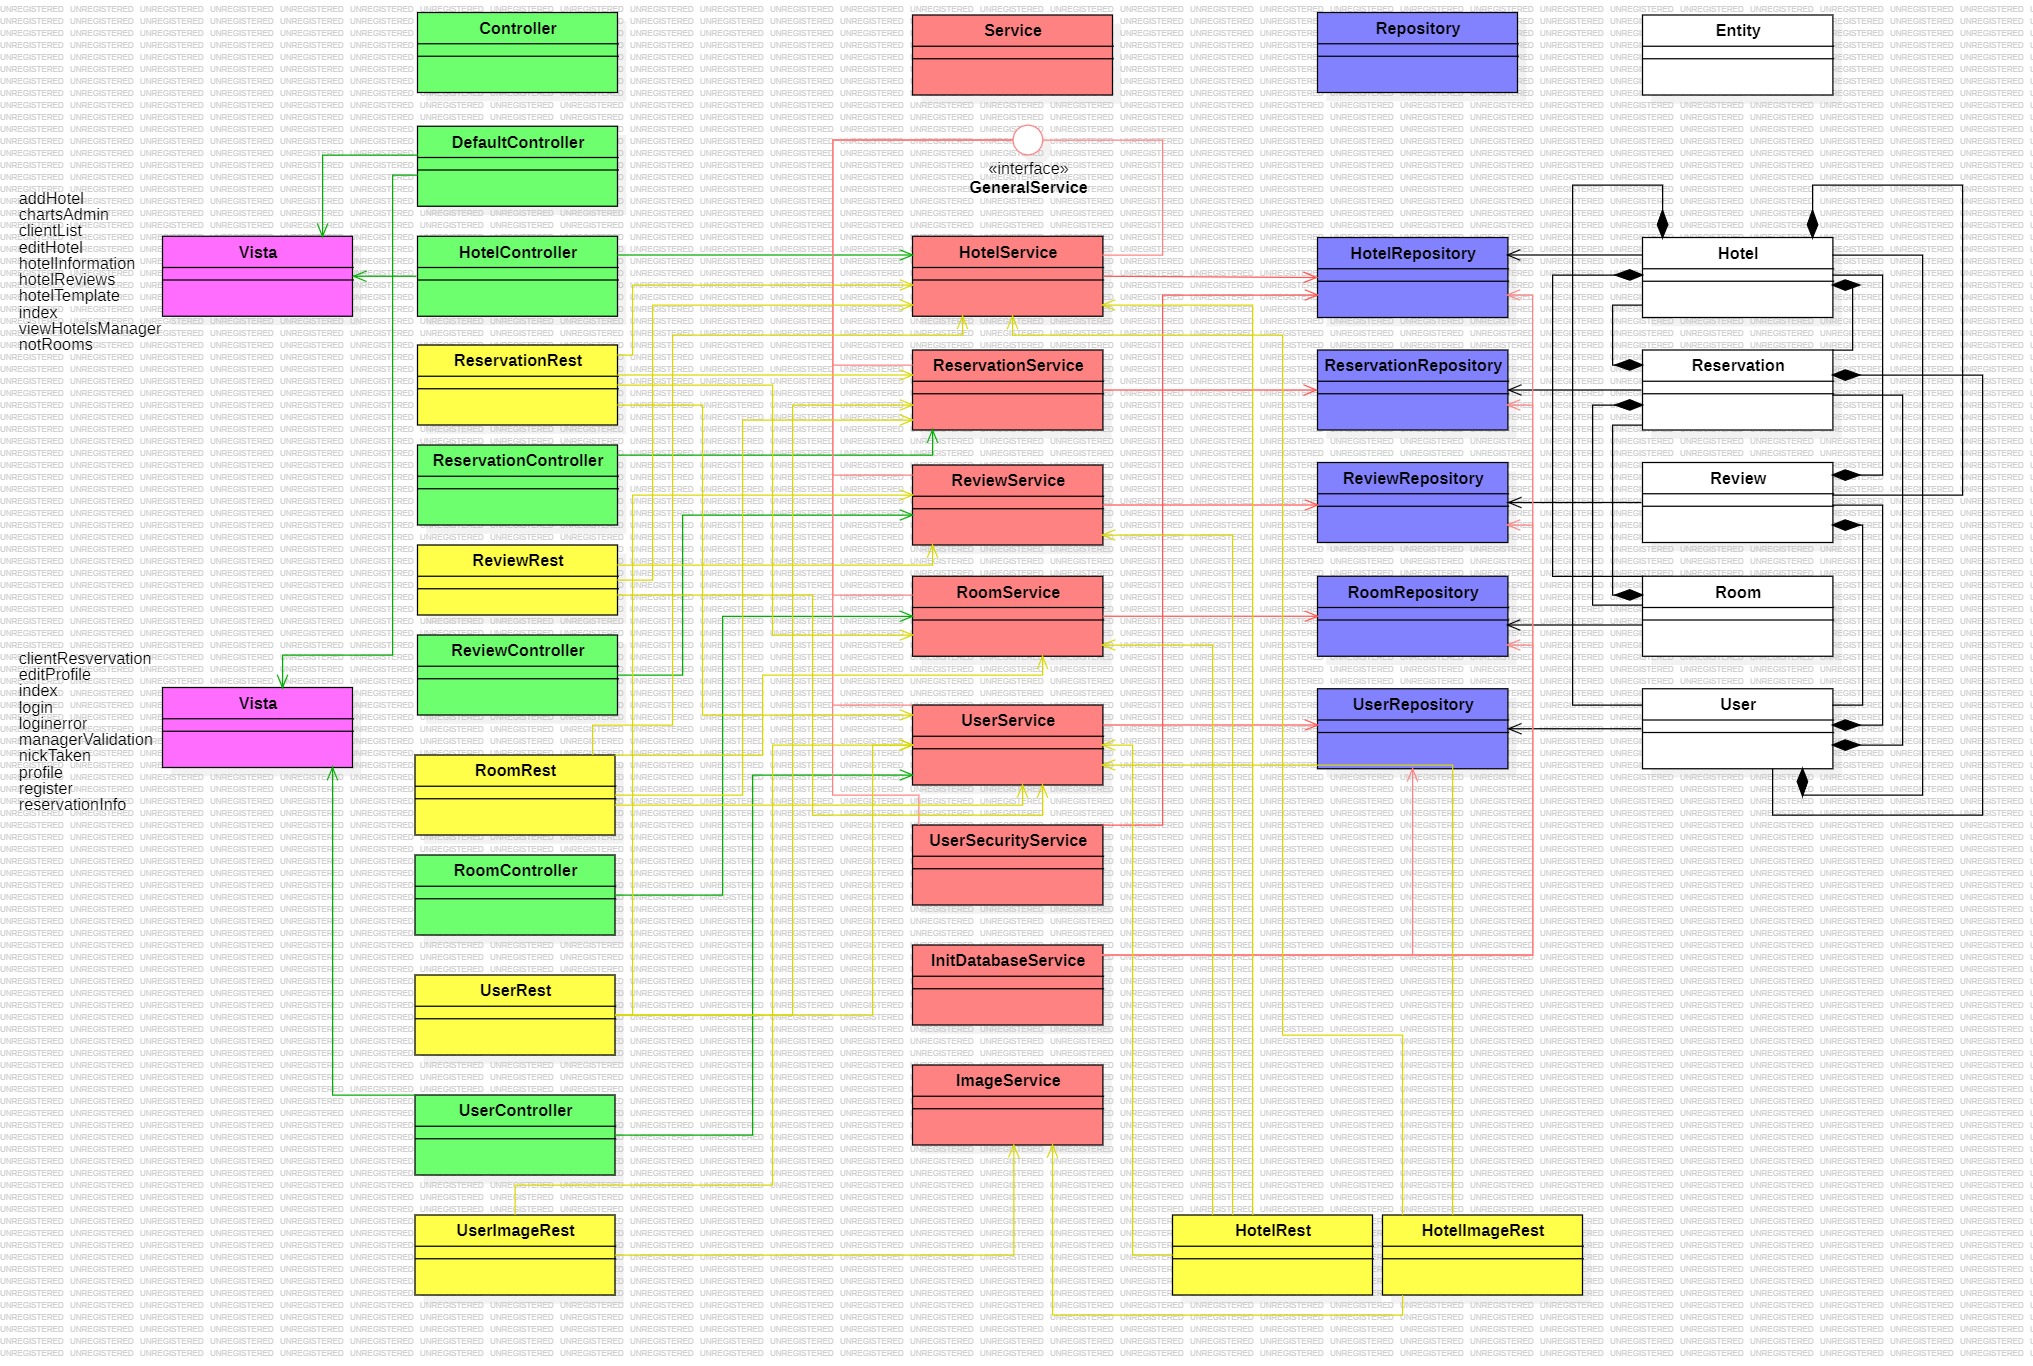 Controller
Service
Repository
Entity
DefaultController
«interface»
GeneralService
addHotel
chartsAdmin
clientList
editHotel
hotelInformation
hotelReviews
hotelTemplate
index
viewHotelsManager
notRooms
Vista
HotelController
HotelService
HotelRepository
Hotel
ReservationRest
ReservationService
ReservationRepository
Reservation
ReservationController
ReviewService
ReviewRepository
Review
ReviewRest
RoomService
RoomRepository
Room
ReviewController
clientResvervation
editProfile
index
login
loginerror
managerValidation
nickTaken
profile
register
reservationInfo
Vista
UserService
UserRepository
User
RoomRest
UserSecurityService
RoomController
InitDatabaseService
UserRest
ImageService
UserController
UserImageRest
HotelRest
HotelImageRest
UNREGISTERED